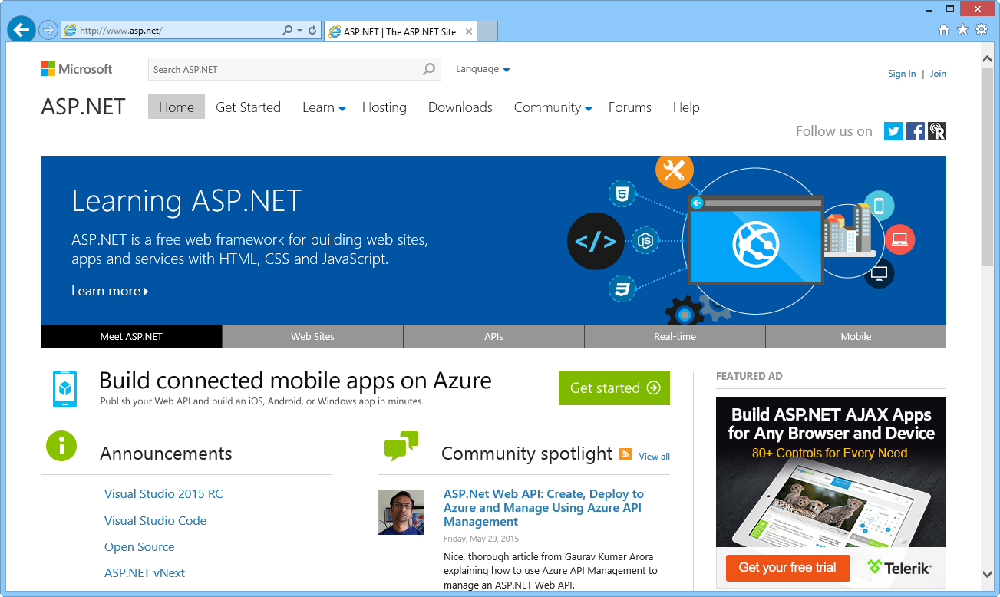 http://www.asp.net/
ASP.NET | The ASP.NET Site
Microsoft
Search ASP.NET
Language
Sign In | Join
ASP.NET
Home
Get Started
Learn
Hosting
Downloads
Community
Forums
Help
Follow us on
Learning ASP.NET
ASP.NET is a free web framework for building web sites,
apps and services with HTML, CSS and JavaScript.
Learn more
</>
JS
Meet ASP.NET
Web Sites
APIs
Real-time
Mobile
Build connected mobile apps on Azure
Publish your Web API and build an iOS, Android, or Windows app in minutes.
Get started
Announcements
Visual Studio 2015 RC
Visual Studio Code
Open Source
ASP.NET vNext
Community spotlight
View all
ASP.Net Web API: Create, Deploy to
Azure and Manage Using Azure API
Management
Friday, May 29, 2015
Nice, thorough article from Gaurav Kumar Arora
explaining how to use Azure API Management to
manage an ASP.NET Web API.
FEATURED AD
Build ASP.NET AJAX Apps
for Any Browser and Device
80+ Controls for Every Need
Get your free trial
Telerik